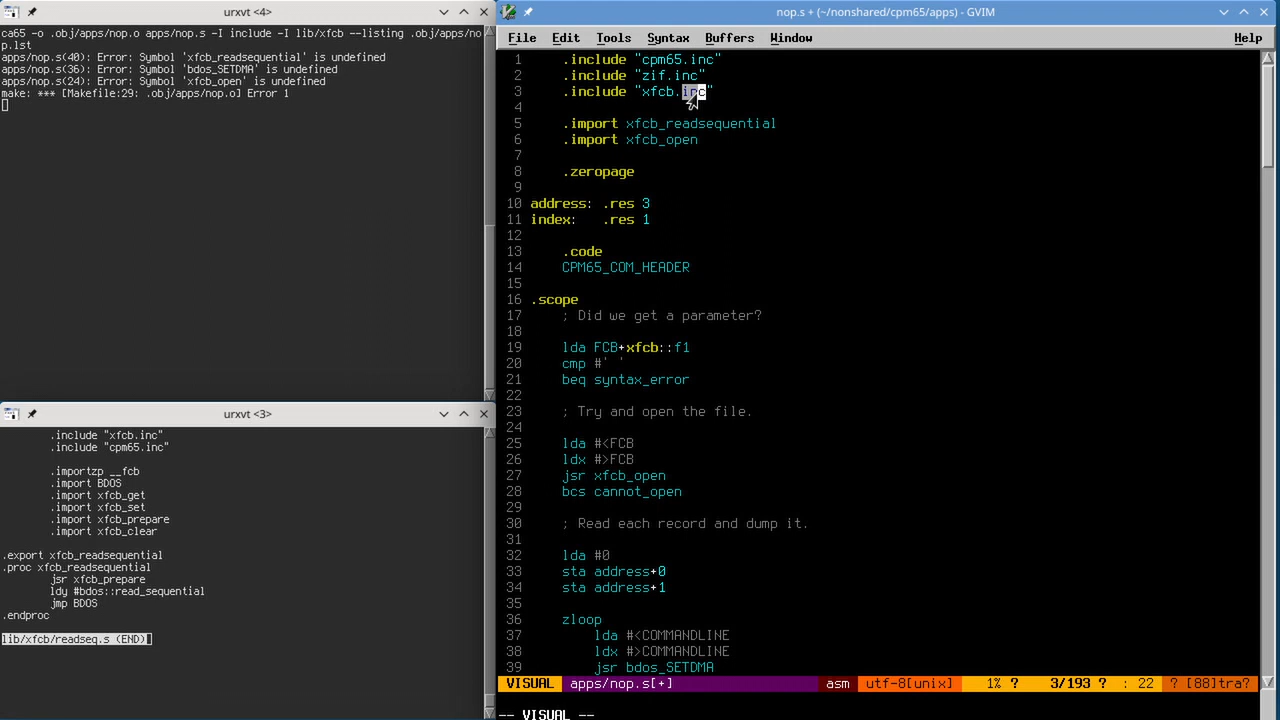 urxvt <4>
ca65 -o .obj/apps/nop.o apps/nop.s -I include -I lib/xfcb --listing .obj/apps/no
p.lst
apps/nop.s(40): Error: Symbol 'xfcb_readsequential' is undefined
apps/nop.s(36): Error: Symbol 'bdos_SETDMA' is undefined
apps/nop.s(24): Error: Symbol 'xfcb_open' is undefined
make: *** [Makefile:29: .obj/apps/nop.o] Error 1
urxvt <3>
.include "xfcb.inc"
.include "cpm65.inc"
.importzp __fcb
.import BDOS
.import xfcb_get
.import xfcb_set
.import xfcb_prepare
.import xfcb_clear
.export xfcb_readsequential
.proc xfcb_readsequential
jsr xfcb_prepare
ldy #bdos::read_sequential
jmp BDOS
.endproc
lib/xfcb/readseq.s (END)
nop.s + (~/nonshared/cpm65/apps) - GVIM
File Edit Tools Syntax Buffers Window Help
1 .include "cpm65.inc"
2 .include "zif.inc"
3 .include "xfcb.inc"
4
5 .import xfcb_readsequential
6 .import xfcb_open
7
8 .zeropage
9
10 address: .res 3
11 index: .res 1
12
13 .code
14 CPM65_COM_HEADER
15
16 .scope
17 ; Did we get a parameter?
18
19 lda FCB+xfcb::f1
20 cmp #' '
21 beq syntax_error
22
23 ; Try and open the file.
24
25 lda #<FCB
26 ldx #>FCB
27 jsr xfcb_open
28 bcs cannot_open
29
30 ; Read each record and dump it.
31
32 lda #0
33 sta address+0
34 sta address+1
35
36 zloop
37 lda #<COMMANDLINE
38 ldx #>COMMANDLINE
39 jsr bdos_SETDMA
VISUAL apps/nop.s[+] asm utf-8[unix] 1% ? 3/193 ? : 22 ? [88]tra?
-- VISUAL --